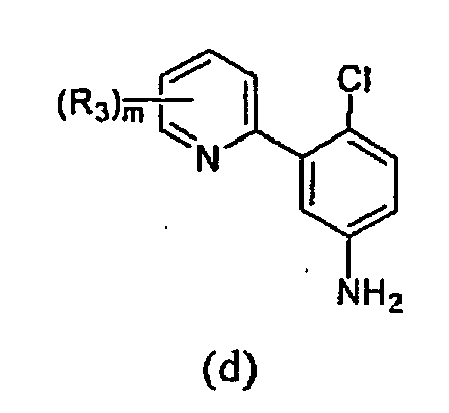 Cl
(R₃)m
N
NH₂
(d)